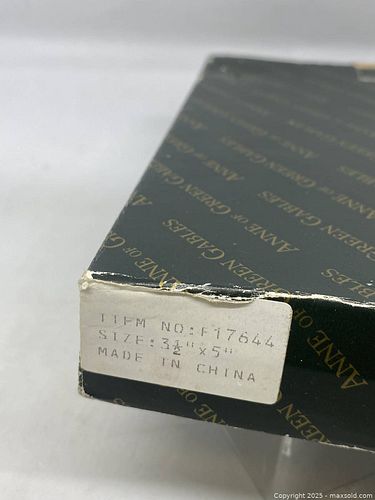 ANNE OF GREEN GABLES
ANNE OF GREEN GABLES
ANNE OF GREEN GABLES
ITEM NO:F17644
SIZE:3½" x5"
MADE IN CHINA
Copyright 2025 - maxsold.com